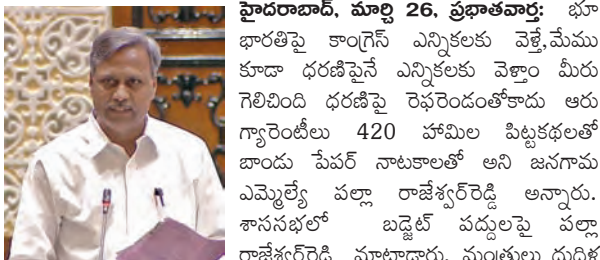 హైదరాబాద్, మార్చి 26, ప్రభాతవార్త: భూ
భారతిపై కాంగ్రెస్ ఎన్నికలకు వెళ్తే,మేము
కూడా ధరణిపైనే ఎన్నికలకు వెళ్తాం మీరు
గెలిచింది ధరణిపై రెఫరెండంతోకాదు ఆరు
గ్యారెంటీలు 420 హామిల పిట్టకథలతో
బాండు పేపర్ నాటకాలతో అని జనగామ
ఎమ్మెల్యే పల్లా రాజేశ్వర్‌రెడ్డి అన్నారు.
శాససభలో బడ్జెట్ పద్దులపై పల్లా
రాజేశ్వర్‌రెడ్డి మాట్లాడారు. మంత్రులు